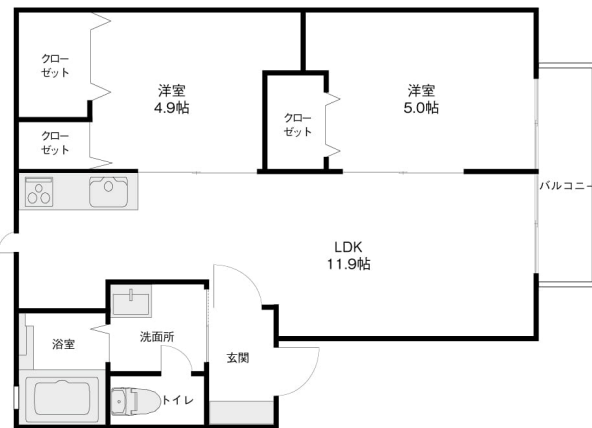 クロー
ゼット
洋室
4.9帖
洋室
5.0帖
クロー
ゼット
クロー
ゼット
バルコニー
LDK
11.9帖
浴室
洗面所
玄関
トイレ